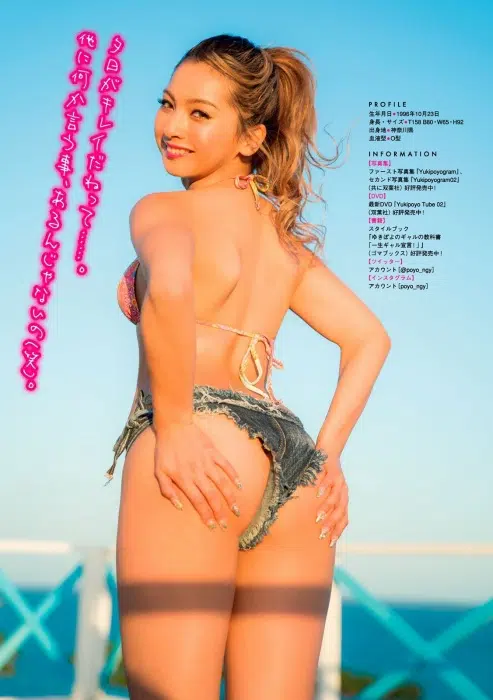 夕日がキレイだねって……。
他に何か言う事、あるんじゃないの(笑)。
PROFILE
生年月日●1996年10月23日
身長・サイズ●T158 B80・W65・H92
出身地●神奈川県
血液型●O型
INFORMATION
【写真集】
ファースト写真集『Yukipoyogram』、
セカンド写真集『Yukipoyogram02』
(共に双葉社)好評発売中!
【DVD】
最新DVD『Yukipoyo Tube 02』
(双葉社)好評発売中!
【書籍】
スタイルブック
『ゆきぽよのギャルの教科書
「一生ギャル宣言!」』
(ゴマブックス)好評発売中!
【ツイッター】
アカウント[@poyo_ngy]
【インスタグラム】
アカウント[poyo_ngy]